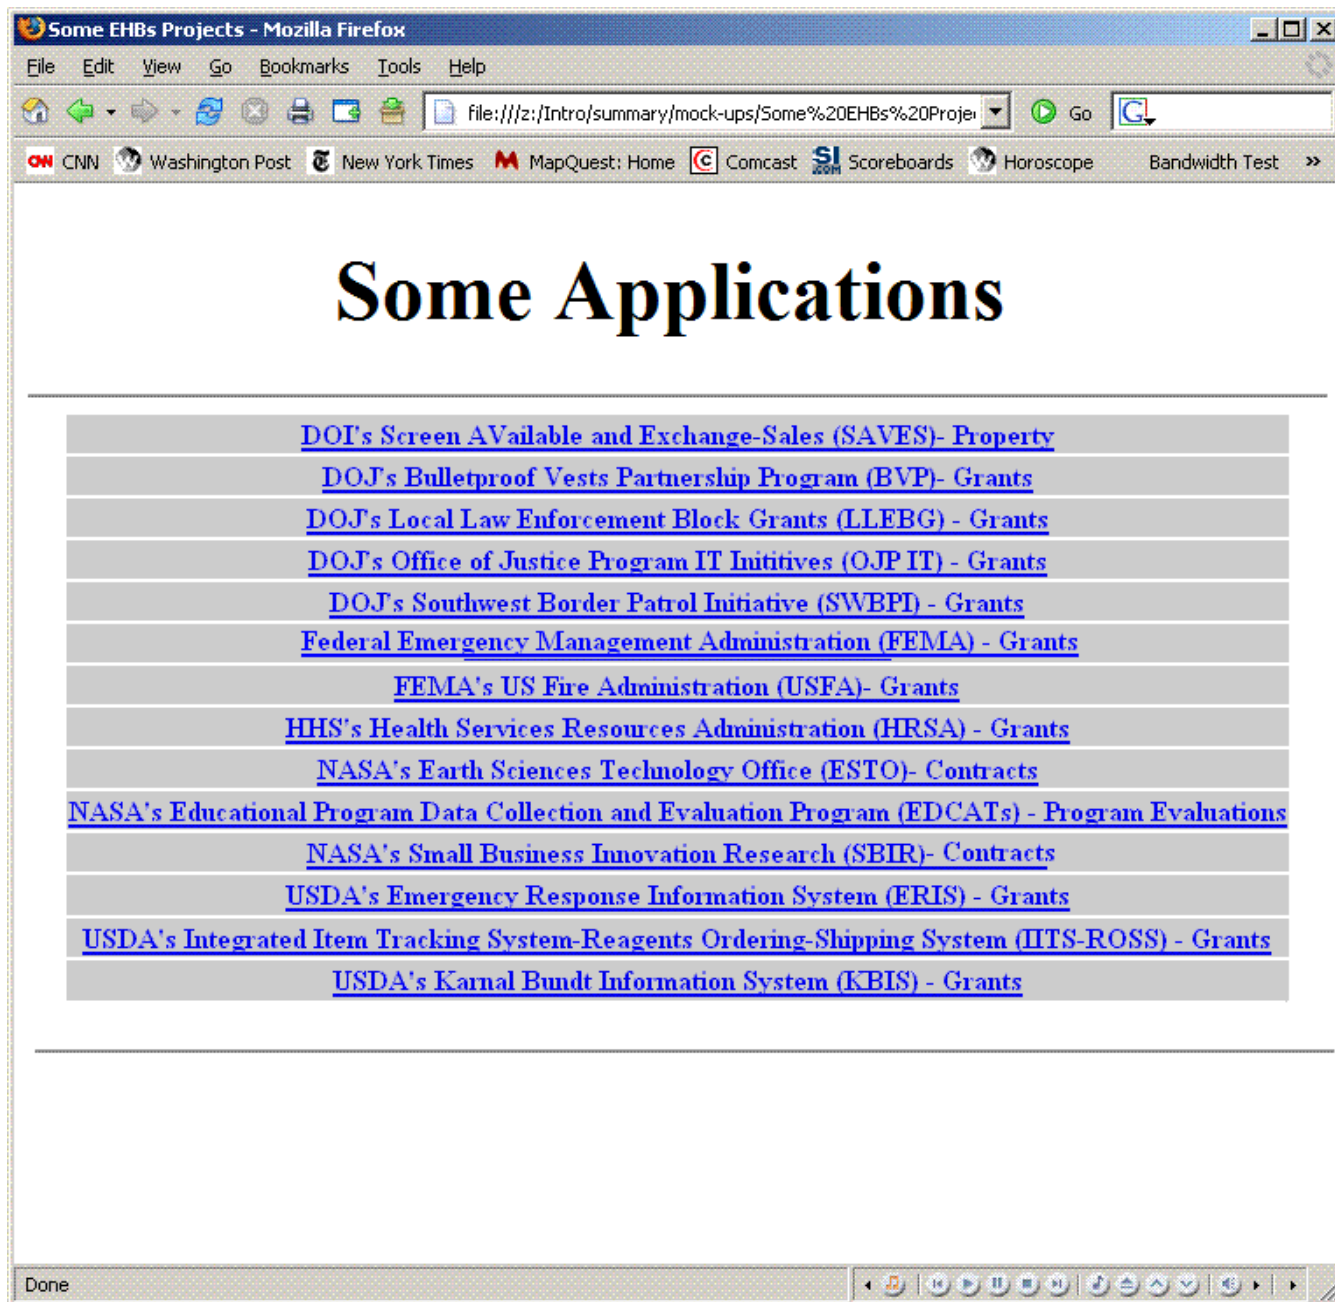 Some EHBs Projects - Mozilla Firefox
File Edit View Go Bookmarks Tools Help
file:///z:/Intro/summary/mock-ups/Some%20EHBs%20Proje Go G
CNN CNN Washington Post New York Times MapQuest: Home Comcast SI.COM Scoreboards Horoscope Bandwidth Test »
Some Applications
DOI's Screen AVailable and Exchange-Sales (SAVES)- Property
DOJ's Bulletproof Vests Partnership Program (BVP)- Grants
DOJ's Local Law Enforcement Block Grants (LLEBG) - Grants
DOJ's Office of Justice Program IT Inititives (OJP IT) - Grants
DOJ's Southwest Border Patrol Initiative (SWBPI) - Grants
Federal Emergency Management Administration (FEMA) - Grants
FEMA's US Fire Administration (USFA)- Grants
HHS's Health Services Resources Administration (HRSA) - Grants
NASA's Earth Sciences Technology Office (ESTO)- Contracts
NASA's Educational Program Data Collection and Evaluation Program (EDCATs) - Program Evaluations
NASA's Small Business Innovation Research (SBIR)- Contracts
USDA's Emergency Response Information System (ERIS) - Grants
USDA's Integrated Item Tracking System-Reagents Ordering-Shipping System (IITS-ROSS) - Grants
USDA's Karnal Bundt Information System (KBIS) - Grants
Done